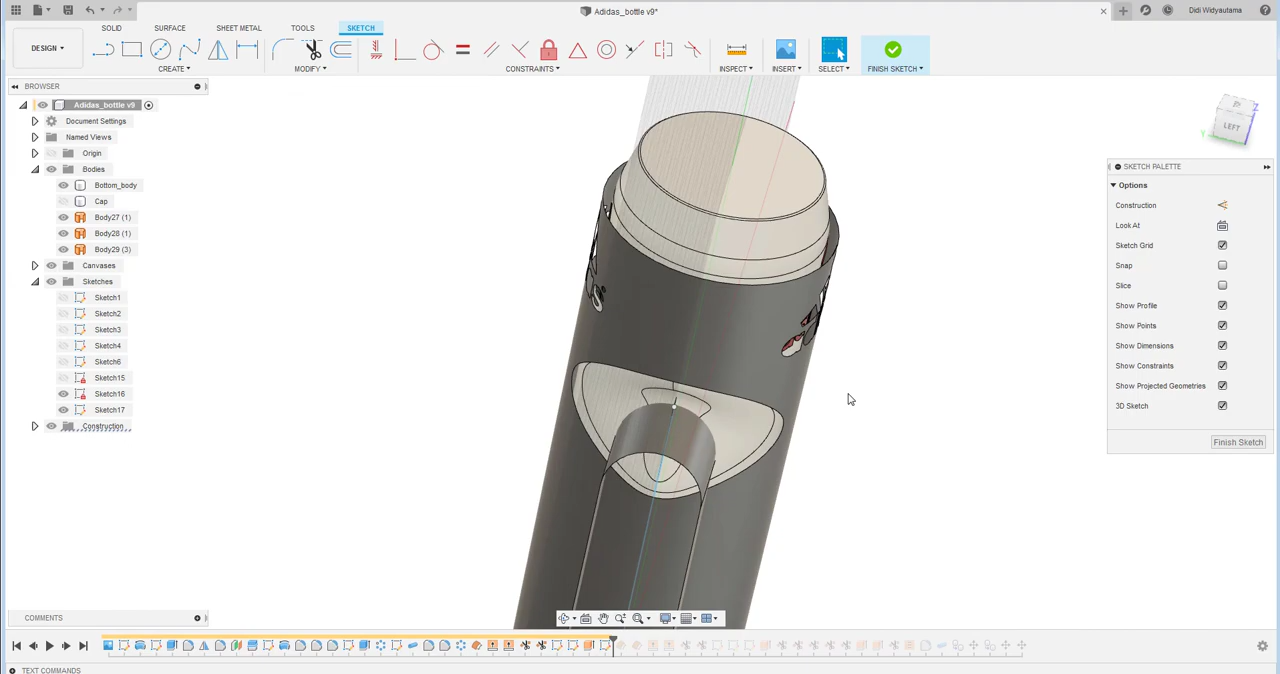 Adidas_bottle v9*
Didi Widyautama
SOLID
SURFACE
SHEET METAL
TOOLS
SKETCH
DESIGN
CREATE
MODIFY
CONSTRAINTS
INSPECT
INSERT
SELECT
FINISH SKETCH
BROWSER
Adidas_bottle v9
Document Settings
Named Views
Origin
Bodies
Bottom_body
Cap
Body27 (1)
Body28 (1)
Body29 (3)
Canvases
Sketches
Sketch1
Sketch2
Sketch3
Sketch4
Sketch6
Sketch15
Sketch16
Sketch17
Construction
Z
LEFT
Y
SKETCH PALETTE
Options
Construction
Look At
Sketch Grid
Snap
Slice
Show Profile
Show Points
Show Dimensions
Show Constraints
Show Projected Geometries
3D Sketch
Finish Sketch
COMMENTS
TEXT COMMANDS